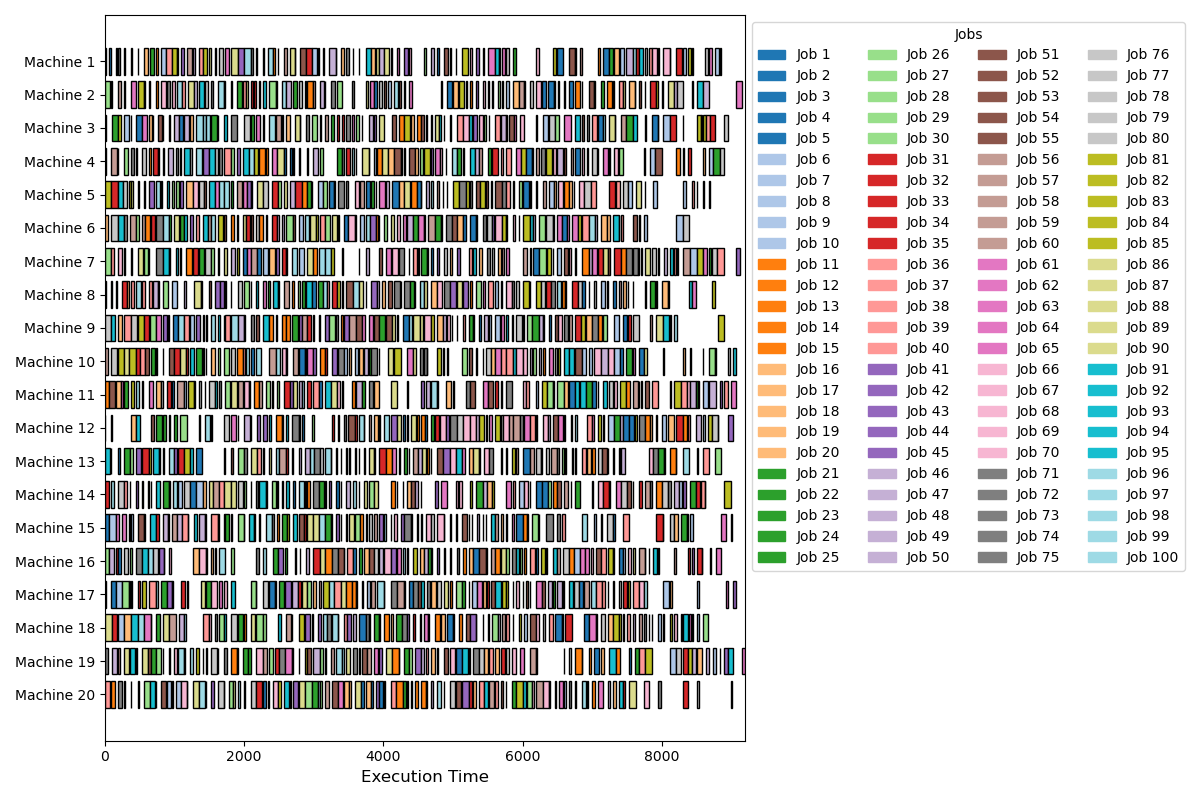 Jobs
Job 1 Job 26 Job 51 Job 76
Job 2 Job 27 Job 52 Job 77
Job 3 Job 28 Job 53 Job 78
Job 4 Job 29 Job 54 Job 79
Job 5 Job 30 Job 55 Job 80
Job 6 Job 31 Job 56 Job 81
Job 7 Job 32 Job 57 Job 82
Job 8 Job 33 Job 58 Job 83
Job 9 Job 34 Job 59 Job 84
Job 10 Job 35 Job 60 Job 85
Job 11 Job 36 Job 61 Job 86
Job 12 Job 37 Job 62 Job 87
Job 13 Job 38 Job 63 Job 88
Job 14 Job 39 Job 64 Job 89
Job 15 Job 40 Job 65 Job 90
Job 16 Job 41 Job 66 Job 91
Job 17 Job 42 Job 67 Job 92
Job 18 Job 43 Job 68 Job 93
Job 19 Job 44 Job 69 Job 94
Job 20 Job 45 Job 70 Job 95
Job 21 Job 46 Job 71 Job 96
Job 22 Job 47 Job 72 Job 97
Job 23 Job 48 Job 73 Job 98
Job 24 Job 49 Job 74 Job 99
Job 25 Job 50 Job 75 Job 100
Machine 1
Machine 2
Machine 3
Machine 4
Machine 5
Machine 6
Machine 7
Machine 8
Machine 9
Machine 10
Machine 11
Machine 12
Machine 13
Machine 14
Machine 15
Machine 16
Machine 17
Machine 18
Machine 19
Machine 20
0 2000 4000 6000 8000
Execution Time